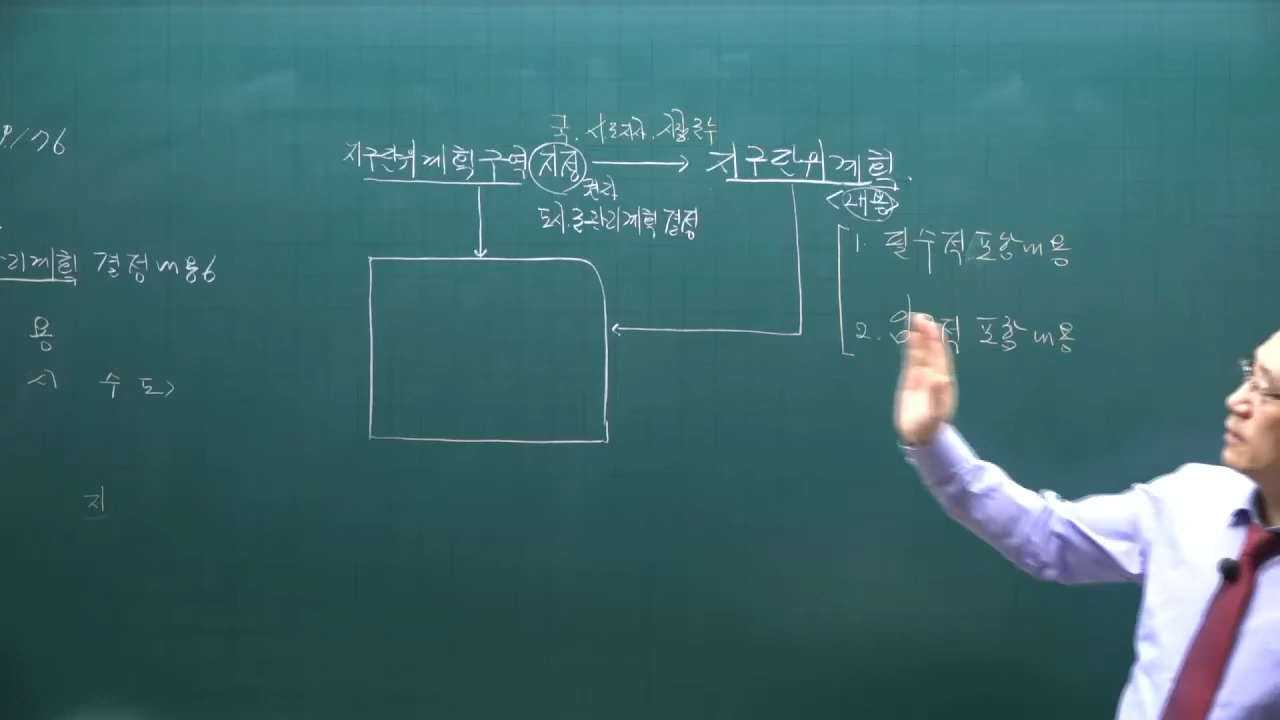 P/76
국. 시·도지사. 시장·군수
지구단위계획구역 지정 → 지구단위계획.
권자
<내용>
도시·군관리계획 결정
1. 필수적 포함내용
리계획 결정내용6
2. 임의적 포함내용
용
시 수 도>
지